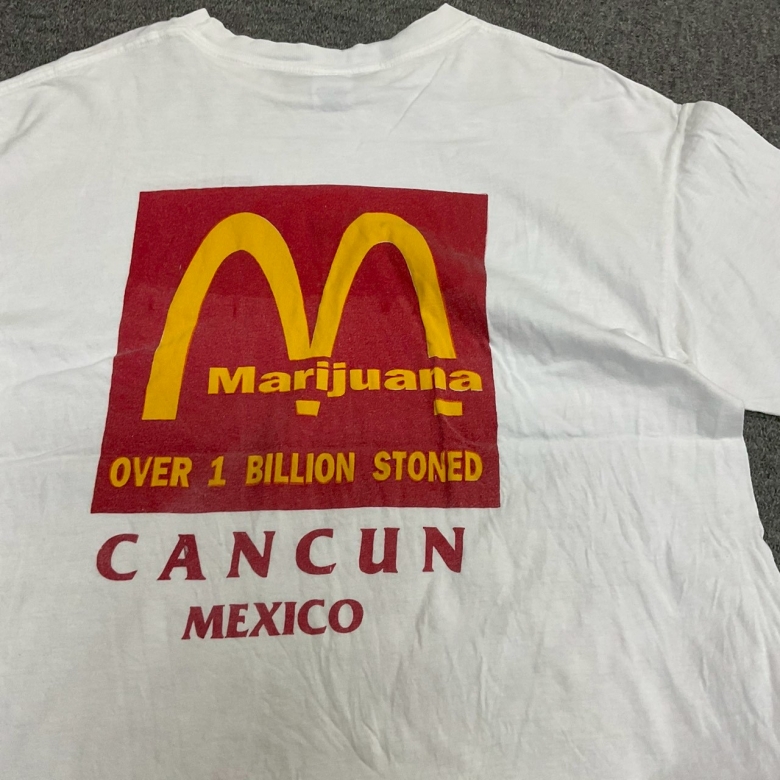 Marijuana
OVER 1 BILLION STONED
CANCUN
MEXICO